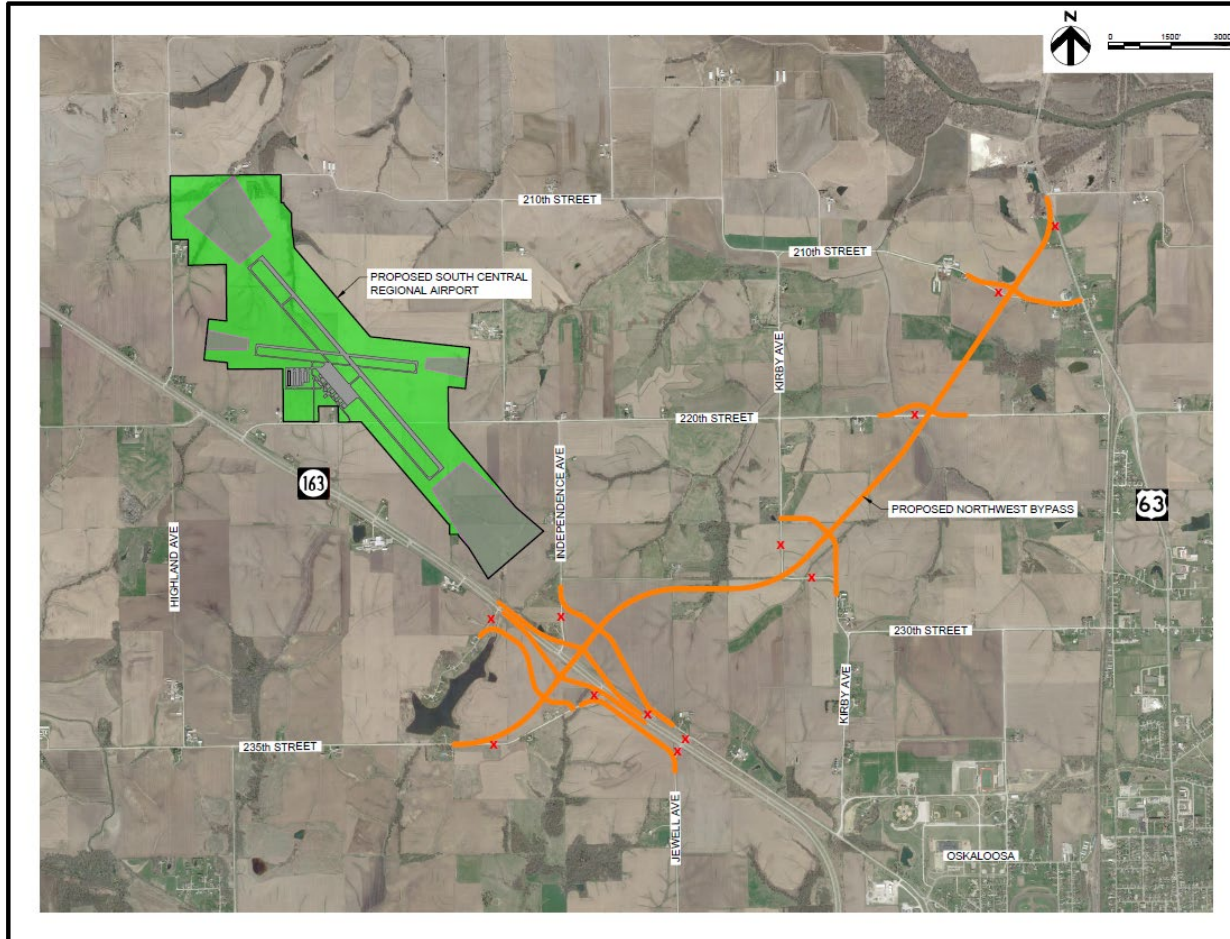 N
0 1500' 3000
210th STREET
210th STREET
PROPOSED SOUTH CENTRAL
REGIONAL AIRPORT
KIRBY AVE
220th STREET
163
INDEPENDENCE AVE
PROPOSED NORTHWEST BYPASS
63
HIGHLAND AVE
X
X
X
X
X
X
X
X
X
X
X
X
230th STREET
KIRBY AVE
235th STREET
JEWELL AVE
OSKALOOSA